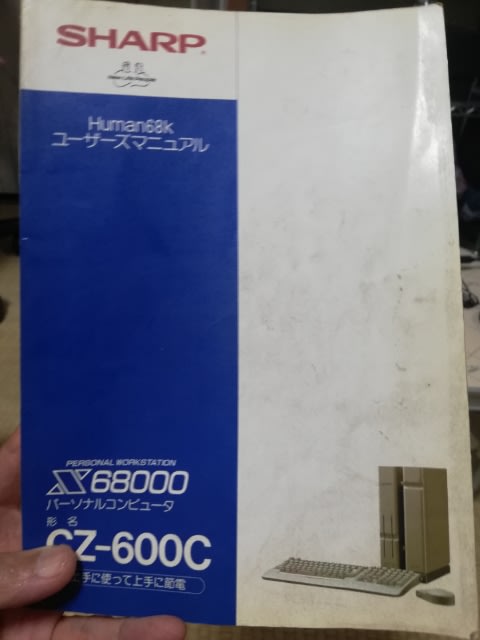 SHARP
Human68k
ユーザーズマニュアル
PERSONAL WORKSTATION
X68000
パーソナルコンピュータ
形名
CZ-600C
手に使って上手に節電